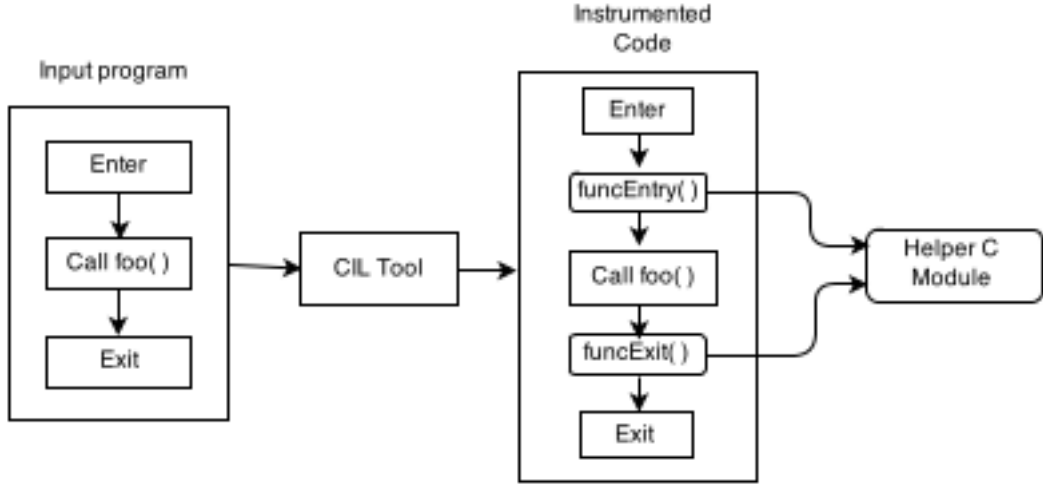 Input program
Enter
Call foo( )
Exit
CIL Tool
Instrumented
Code
Enter
funcEntry( )
Call foo( )
funcExit( )
Exit
Helper C
Module